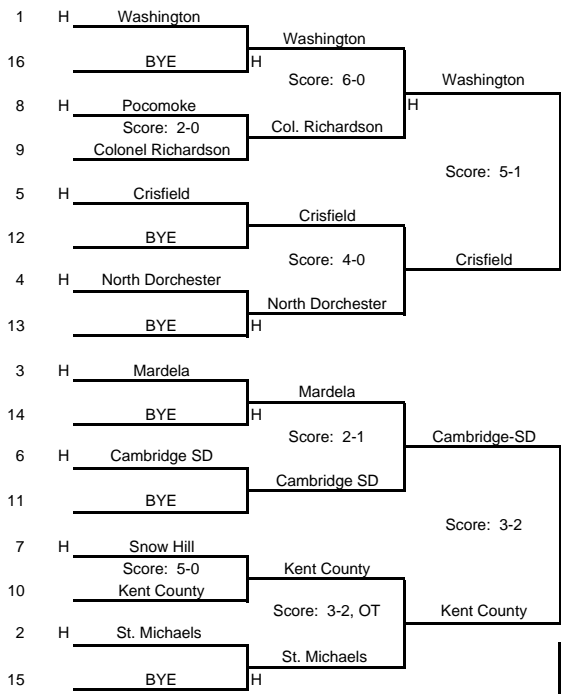 1 H Washington
Washington
16 BYE H
Score: 6-0
Washington
8 H Pocomoke
H
Score: 2-0
Col. Richardson
9 Colonel Richardson
Score: 5-1
5 H Crisfield
Crisfield
12 BYE
Score: 4-0
Crisfield
4 H North Dorchester
North Dorchester
13 BYE H
3 H Mardela
Mardela
14 BYE H
Score: 2-1
Cambridge-SD
6 H Cambridge SD
Cambridge SD
11 BYE
Score: 3-2
7 H Snow Hill
Score: 5-0
Kent County
10 Kent County
Score: 3-2, OT
Kent County
2 H St. Michaels
St. Michaels
15 BYE H